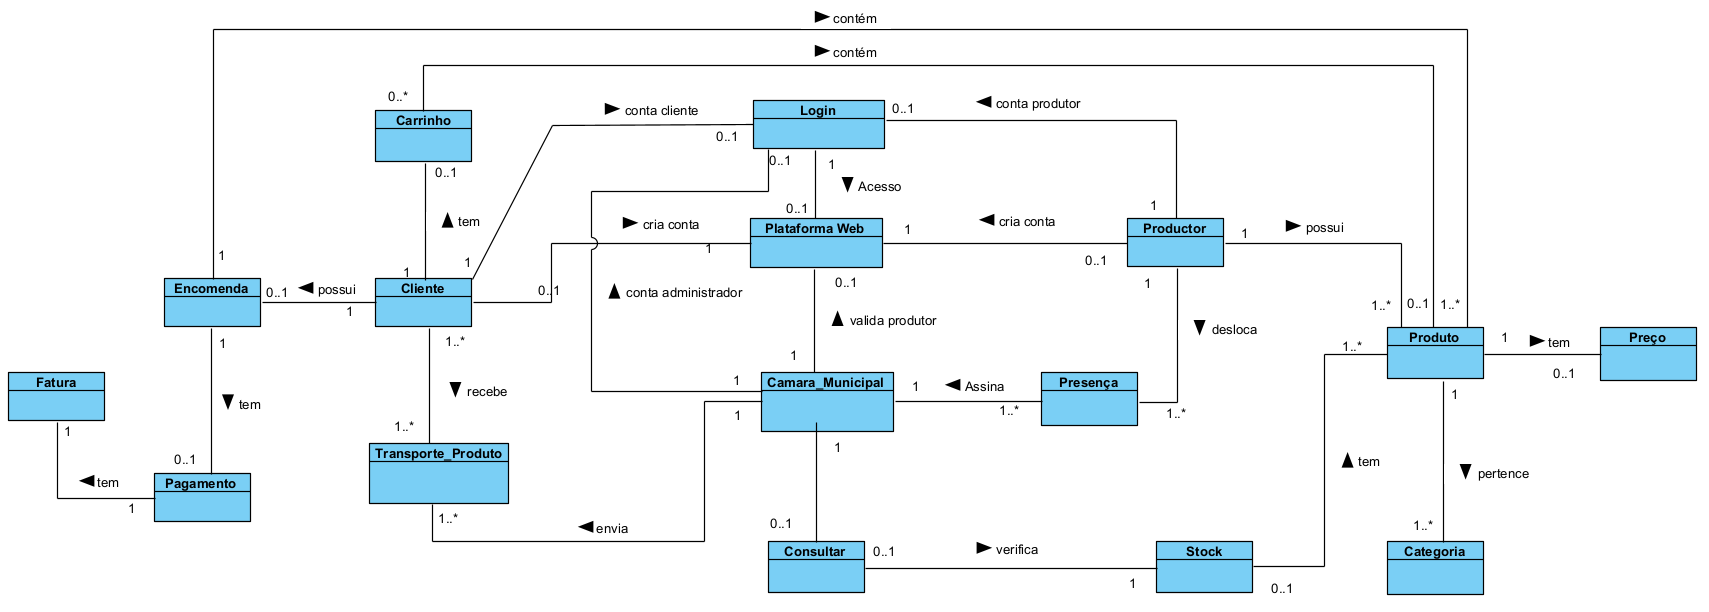 contém
contém
0..*
conta cliente
0..1
Login
0..1
conta produtor
Carrinho
0..1
0..1
1
Acesso
0..1
tem
cria conta
1
Plataforma Web
1
cria conta
0..1
1
Productor
1
possui
1
1
1
Encomenda
0..1
possui
1
Cliente
0..1
conta administrador
0..1
valida produtor
1
desloca
1..*
0..1
1..*
1
1..*
1
1..*
Produto
1
tem
0..1
Preço
Fatura
1
tem
recebe
1..*
1
1
Camara_Municipal
1
Assina
1..*
Presença
1..*
1
0..1
tem
1
Pagamento
Transporte_Produto
1..*
envia
1
tem
pertence
1..*
0..1
Consultar
0..1
verifica
1
Stock
0..1
Categoria